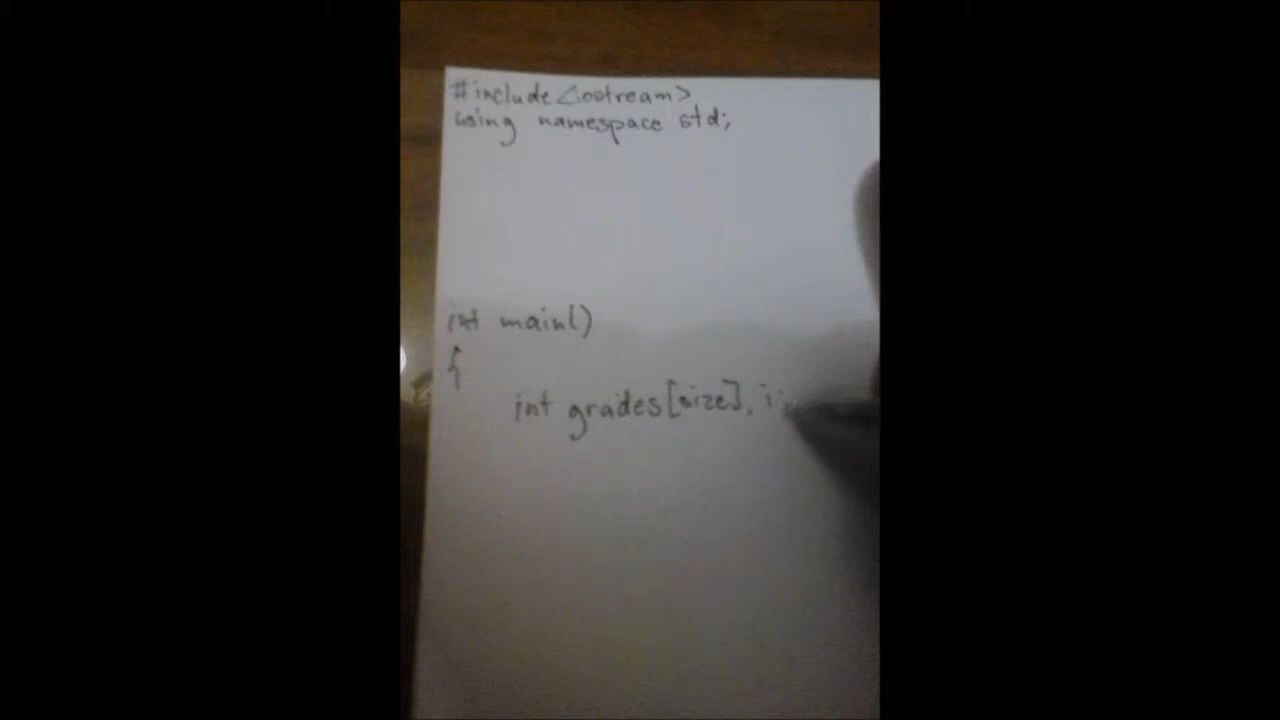 #include <iostream>
using namespace std;
int main()
{
int grades[size], i;